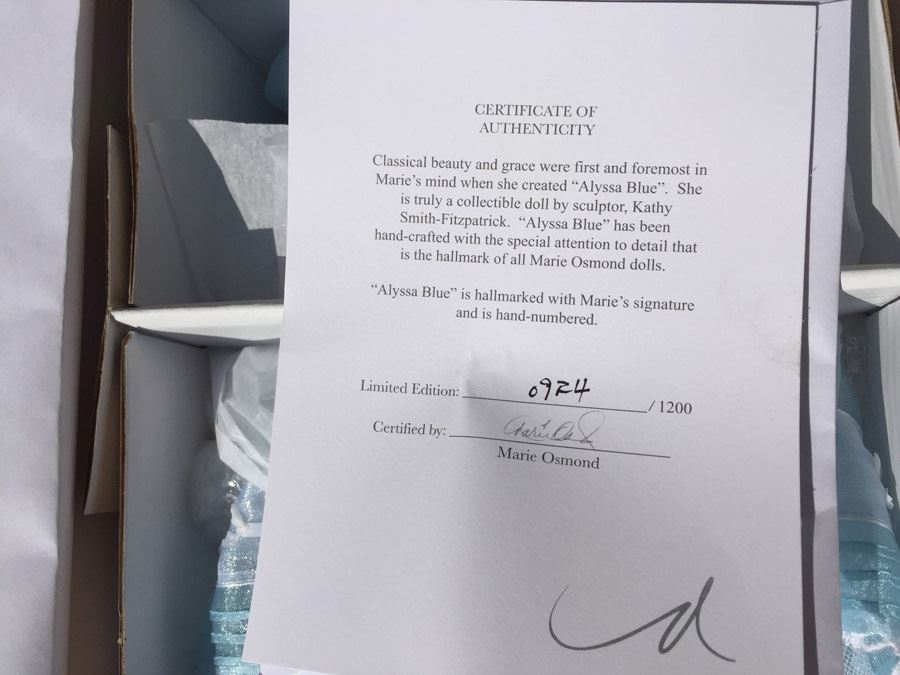 CERTIFICATE OF
AUTHENTICITY
Classical beauty and grace were first and foremost in
Marie's mind when she created “Alyssa Blue”. She
is truly a collectible doll by sculptor, Kathy
Smith-Fitzpatrick. “Alyssa Blue” has been
hand-crafted with the special attention to detail that
is the hallmark of all Marie Osmond dolls.
“Alyssa Blue” is hallmarked with Marie's signature
and is hand-numbered.
Limited Edition: 0924 / 1200
Certified by:
Marie Osmond